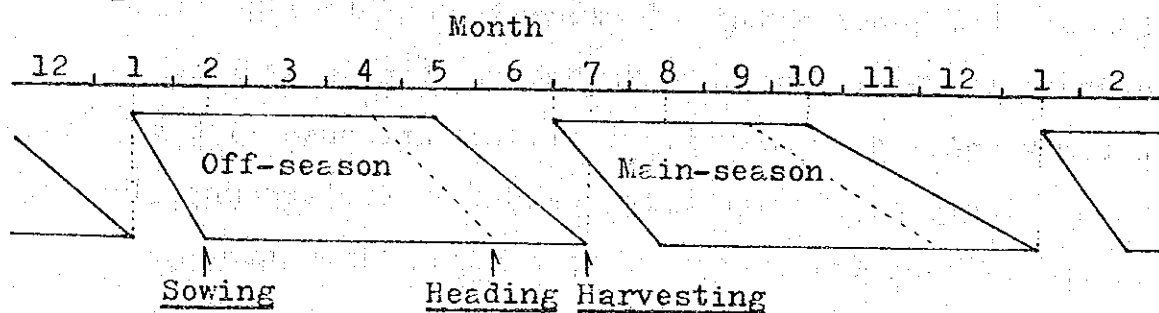 Month
12 1 2 3 4 5 6 7 8 9 10 11 12 1 2
Off-season Main-season
Sowing Heading Harvesting